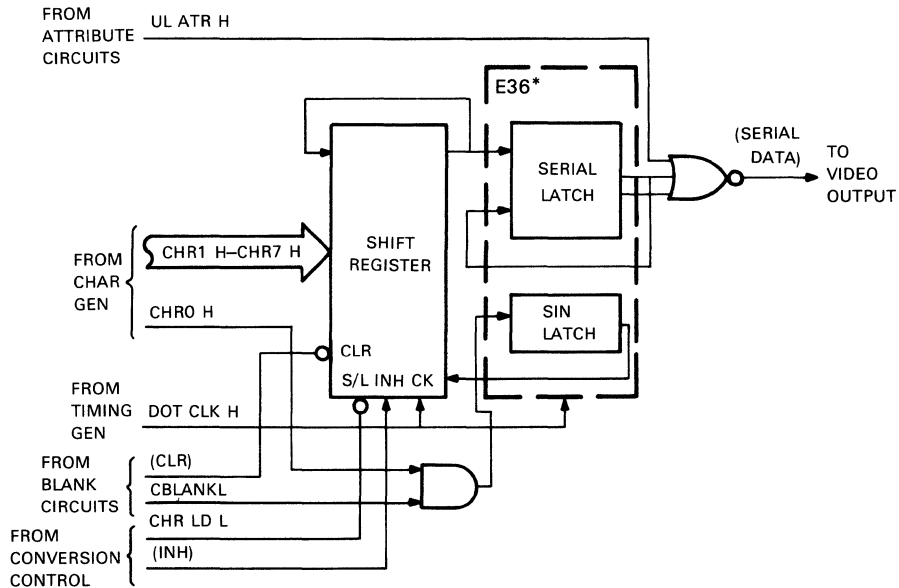 FROM
ATTRIBUTE
CIRCUITS
UL ATR H
E36*
SERIAL
LATCH
(SERIAL
DATA)
TO
VIDEO
OUTPUT
SHIFT
REGISTER
FROM
CHAR
GEN
CHR1 H–CHR7 H
CHR0 H
SIN
LATCH
CLR
S/L INH CK
FROM
TIMING
GEN
DOT CLK H
FROM
BLANK
CIRCUITS
(CLR)
CBLANKL
FROM
CONVERSION
CONTROL
CHR LD L
(INH)